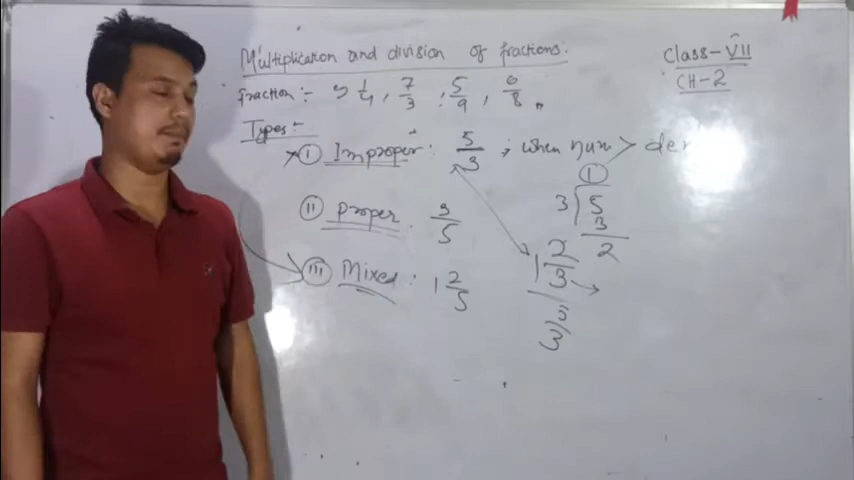 Multiplication and division of fractions:
Class-VII
CH-2
Fraction:- 1/4, 7/3, 5/9, 6/8
Types:-
(I) Improper: 5/3 ; when num > der
(II) Proper. 3/5
(III) Mixed: 1 2/5
1
3 ) 5
3
2
1 2/3
5/3